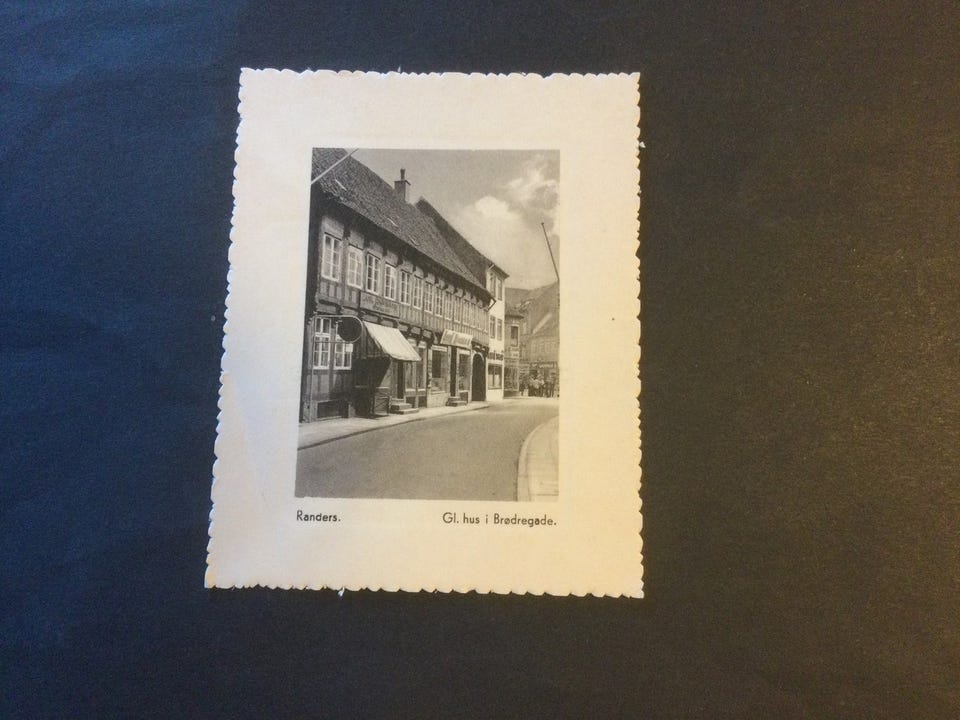 Randers.
Gl. hus i Brødregade.